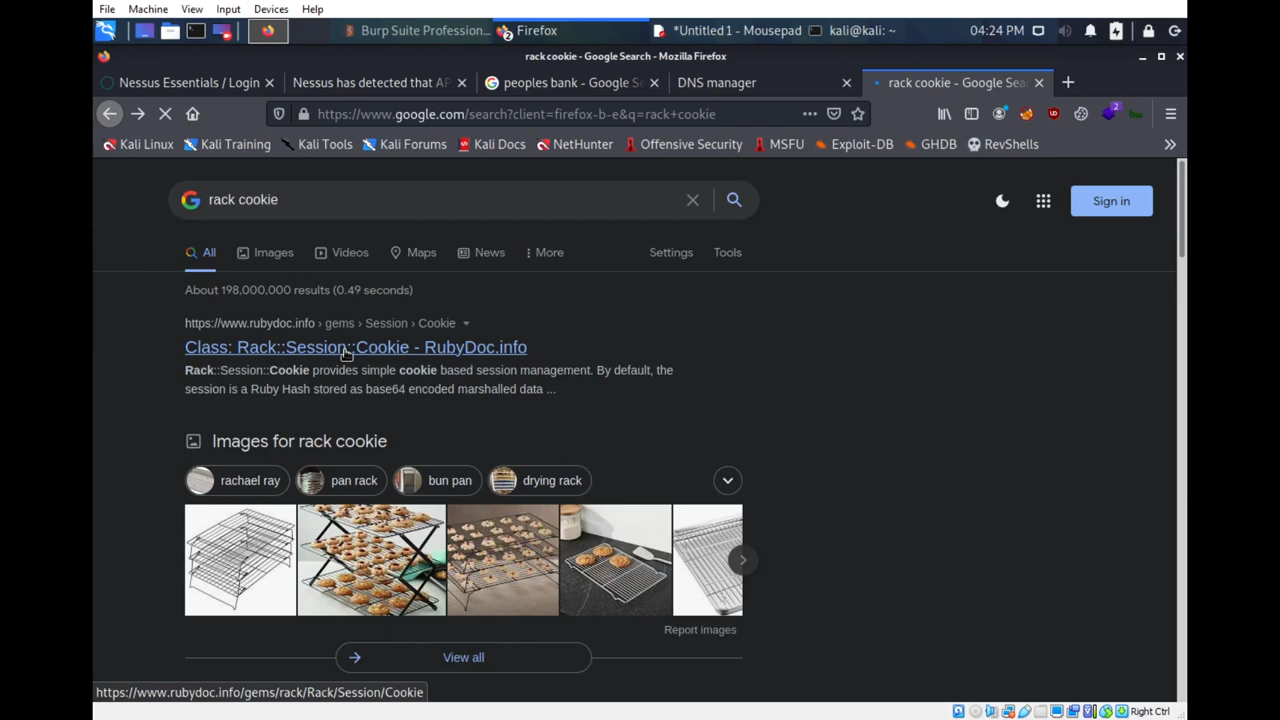 File Machine View Input Devices Help
Burp Suite Profession... Firefox *Untitled 1 - Mousepad kali@kali: ~ 04:24 PM
2
rack cookie - Google Search - Mozilla Firefox
Nessus Essentials / Login Nessus has detected that AP peoples bank - Google Se DNS manager rack cookie - Google Sear
https://www.google.com/search?client=firefox-b-e&q=rack+cookie 2
Kali Linux Kali Training Kali Tools Kali Forums Kali Docs NetHunter Offensive Security MSFU Exploit-DB GHDB RevShells
rack cookie Sign in
All Images Videos Maps News More Settings Tools
About 198,000,000 results (0.49 seconds)
https://www.rubydoc.info › gems › Session › Cookie
Class: Rack::Session::Cookie - RubyDoc.info
Rack::Session::Cookie provides simple cookie based session management. By default, the
session is a Ruby Hash stored as base64 encoded marshalled data ...
Images for rack cookie
rachael ray pan rack bun pan drying rack
Report images
View all
https://www.rubydoc.info/gems/rack/Rack/Session/Cookie
Right Ctrl